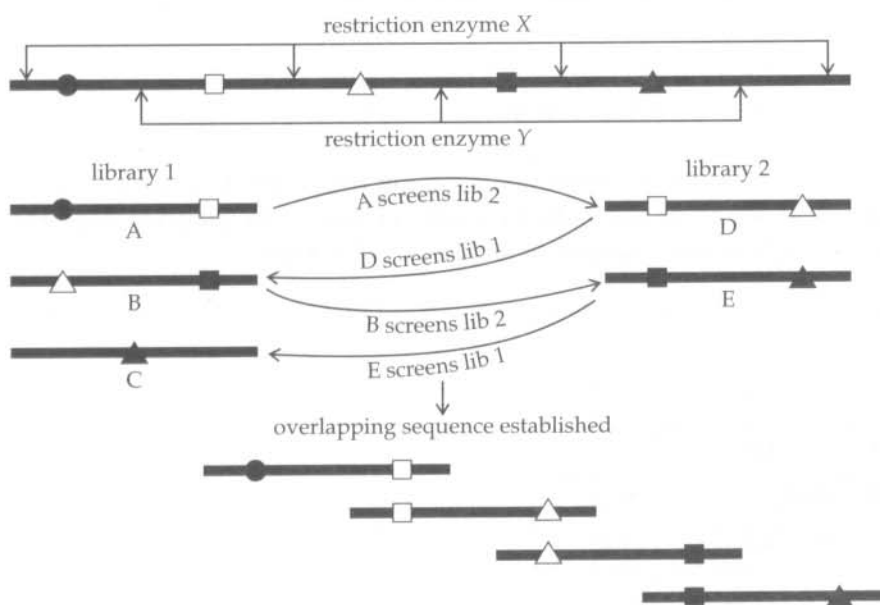 restriction enzyme X
restriction enzyme Y
library 1
library 2
A screens lib 2
A
D
D screens lib 1
B
E
B screens lib 2
C
E screens lib 1
overlapping sequence established